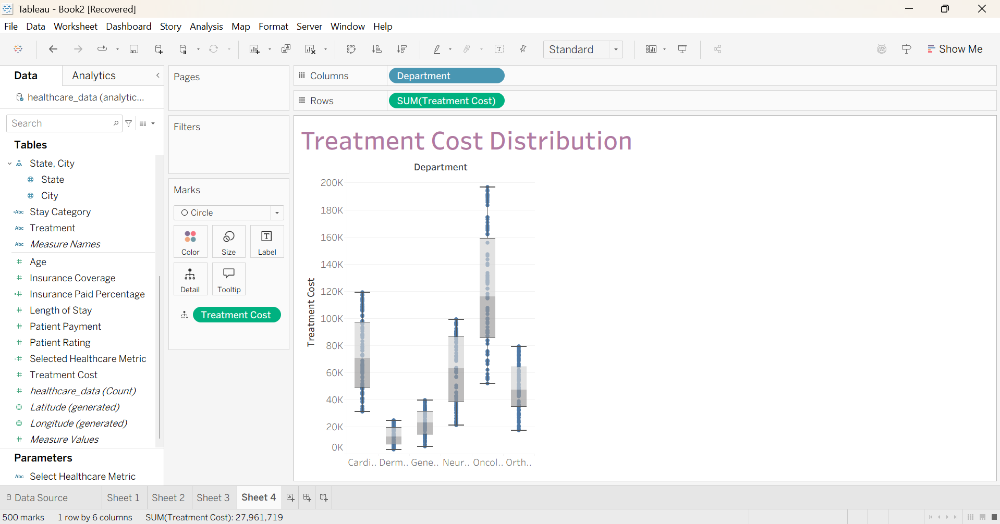 Tableau - Book2 [Recovered]
File Data Worksheet Dashboard Story Analysis Map Format Server Window Help
Standard
Show Me
Data
Analytics
healthcare_data (analytic...
Search
Tables
State, City
State
City
=Abc Stay Category
Abc Treatment
Abc Measure Names
# Age
# Insurance Coverage
=# Insurance Paid Percentage
# Length of Stay
# Patient Payment
# Patient Rating
=# Selected Healthcare Metric
# Treatment Cost
# healthcare_data (Count)
Latitude (generated)
Longitude (generated)
# Measure Values
Parameters
Abc Select Healthcare Metric
Pages
Filters
Marks
Circle
Color
Size
T
Label
Detail
Tooltip
Treatment Cost
Columns
Department
Rows
SUM(Treatment Cost)
Treatment Cost Distribution
Department
Treatment Cost
200K
180K
160K
140K
120K
100K
80K
60K
40K
20K
0K
Cardi.. Derm.. Gene.. Neur.. Oncol.. Orth..
Data Source
Sheet 1
Sheet 2
Sheet 3
Sheet 4
500 marks
1 row by 6 columns
SUM(Treatment Cost): 27,961,719